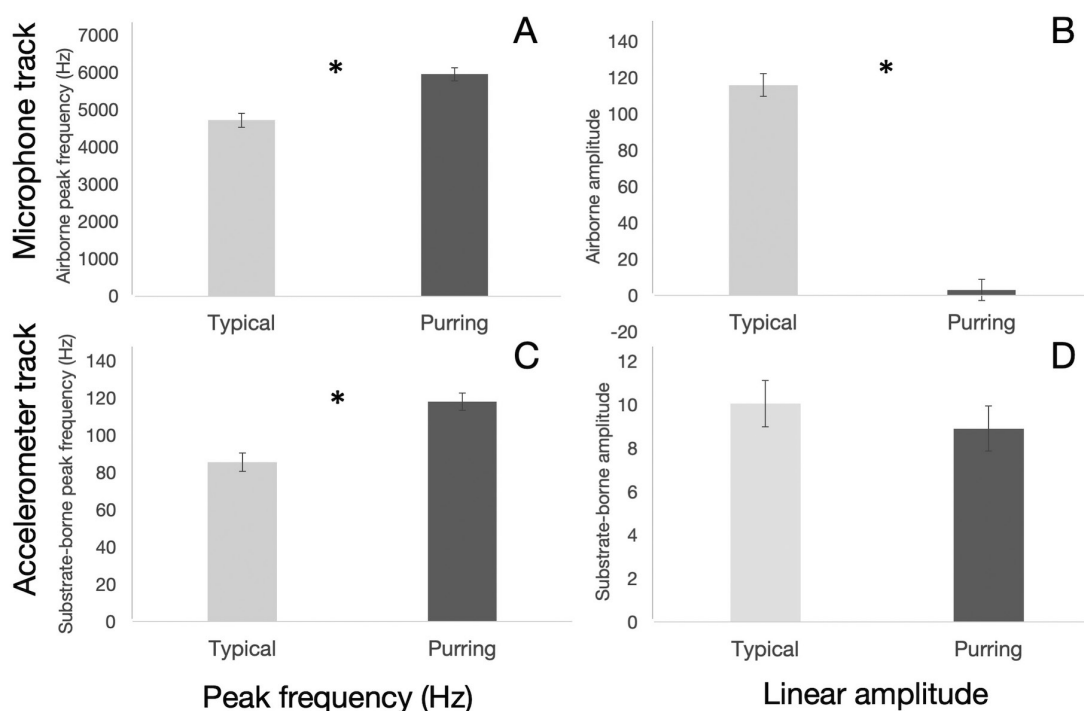 Microphone track
A
Airborne peak frequency (Hz)
7000
6000
5000
4000
3000
2000
1000
0
*
Typical
Purring
B
Airborne amplitude
140
120
100
80
60
40
20
0
-20
*
Typical
Purring
Accelerometer track
C
Substrate-borne peak frequency (Hz)
140
120
100
80
60
40
20
0
*
Typical
Purring
D
Substrate-borne amplitude
12
10
8
6
4
2
0
Typical
Purring
Peak frequency (Hz)
Linear amplitude